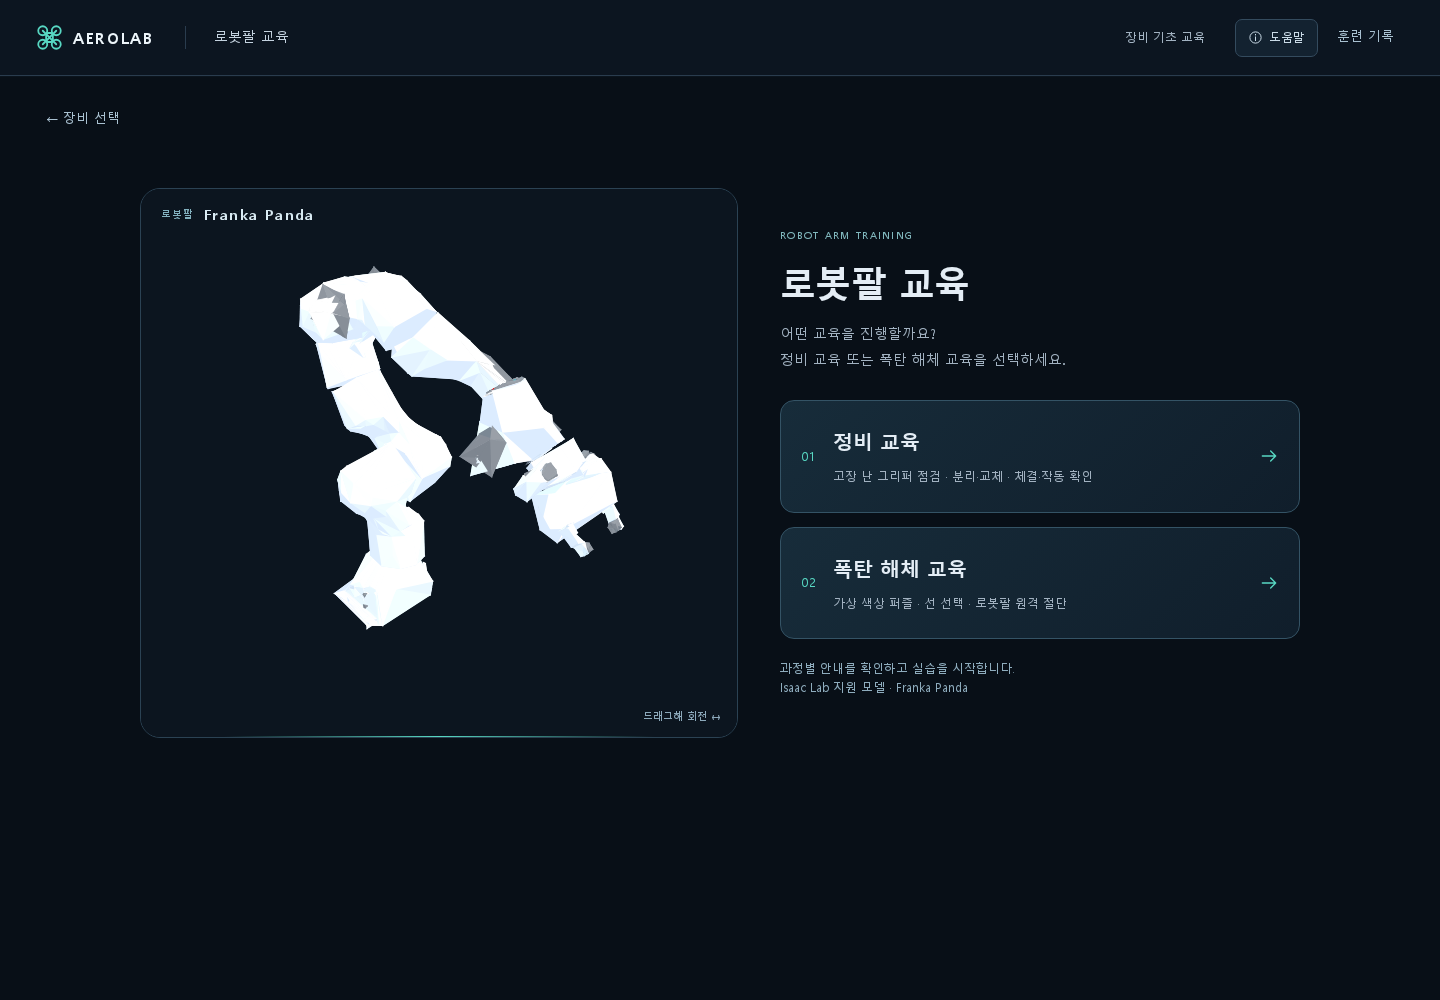 AEROLAB
로봇팔 교육
장비 기초 교육
도움말
훈련 기록
← 장비 선택
로봇팔 Franka Panda
드래그해 회전 ↔
ROBOT ARM TRAINING
로봇팔 교육
어떤 교육을 진행할까요?
정비 교육 또는 폭탄 해체 교육을 선택하세요.
01
정비 교육
고장 난 그리퍼 점검 · 분리·교체 · 체결·작동 확인
→
02
폭탄 해체 교육
가상 색상 퍼즐 · 선 선택 · 로봇팔 원격 절단
→
과정별 안내를 확인하고 실습을 시작합니다.
Isaac Lab 지원 모델 · Franka Panda